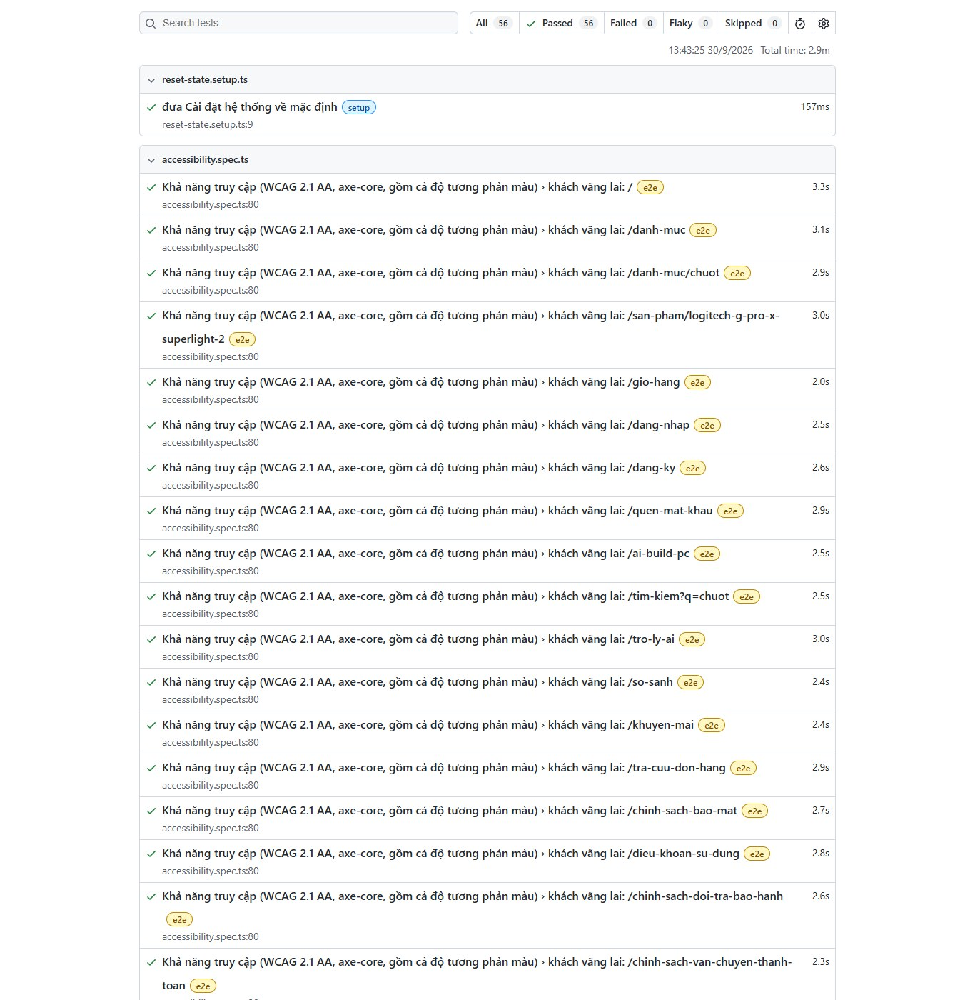 Search tests
All 56 Passed 56 Failed 0 Flaky 0 Skipped 0
13:43:25 30/9/2026 Total time: 2.9m
reset-state.setup.ts
đưa Cài đặt hệ thống về mặc định setup 157ms
reset-state.setup.ts:9
accessibility.spec.ts
Khả năng truy cập (WCAG 2.1 AA, axe-core, gồm cả độ tương phản màu) › khách vãng lai: / e2e 3.3s
accessibility.spec.ts:80
Khả năng truy cập (WCAG 2.1 AA, axe-core, gồm cả độ tương phản màu) › khách vãng lai: /danh-muc e2e 3.1s
accessibility.spec.ts:80
Khả năng truy cập (WCAG 2.1 AA, axe-core, gồm cả độ tương phản màu) › khách vãng lai: /danh-muc/chuot e2e 2.9s
accessibility.spec.ts:80
Khả năng truy cập (WCAG 2.1 AA, axe-core, gồm cả độ tương phản màu) › khách vãng lai: /san-pham/logitech-g-pro-x- 3.0s
superlight-2 e2e
accessibility.spec.ts:80
Khả năng truy cập (WCAG 2.1 AA, axe-core, gồm cả độ tương phản màu) › khách vãng lai: /gio-hang e2e 2.0s
accessibility.spec.ts:80
Khả năng truy cập (WCAG 2.1 AA, axe-core, gồm cả độ tương phản màu) › khách vãng lai: /dang-nhap e2e 2.5s
accessibility.spec.ts:80
Khả năng truy cập (WCAG 2.1 AA, axe-core, gồm cả độ tương phản màu) › khách vãng lai: /dang-ky e2e 2.6s
accessibility.spec.ts:80
Khả năng truy cập (WCAG 2.1 AA, axe-core, gồm cả độ tương phản màu) › khách vãng lai: /quen-mat-khau e2e 2.9s
accessibility.spec.ts:80
Khả năng truy cập (WCAG 2.1 AA, axe-core, gồm cả độ tương phản màu) › khách vãng lai: /ai-build-pc e2e 2.5s
accessibility.spec.ts:80
Khả năng truy cập (WCAG 2.1 AA, axe-core, gồm cả độ tương phản màu) › khách vãng lai: /tim-kiem?q=chuot e2e 2.5s
accessibility.spec.ts:80
Khả năng truy cập (WCAG 2.1 AA, axe-core, gồm cả độ tương phản màu) › khách vãng lai: /tro-ly-ai e2e 3.0s
accessibility.spec.ts:80
Khả năng truy cập (WCAG 2.1 AA, axe-core, gồm cả độ tương phản màu) › khách vãng lai: /so-sanh e2e 2.4s
accessibility.spec.ts:80
Khả năng truy cập (WCAG 2.1 AA, axe-core, gồm cả độ tương phản màu) › khách vãng lai: /khuyen-mai e2e 2.4s
accessibility.spec.ts:80
Khả năng truy cập (WCAG 2.1 AA, axe-core, gồm cả độ tương phản màu) › khách vãng lai: /tra-cuu-don-hang e2e 2.9s
accessibility.spec.ts:80
Khả năng truy cập (WCAG 2.1 AA, axe-core, gồm cả độ tương phản màu) › khách vãng lai: /chinh-sach-bao-mat e2e 2.7s
accessibility.spec.ts:80
Khả năng truy cập (WCAG 2.1 AA, axe-core, gồm cả độ tương phản màu) › khách vãng lai: /dieu-khoan-su-dung e2e 2.8s
accessibility.spec.ts:80
Khả năng truy cập (WCAG 2.1 AA, axe-core, gồm cả độ tương phản màu) › khách vãng lai: /chinh-sach-doi-tra-bao-hanh 2.6s
e2e
accessibility.spec.ts:80
Khả năng truy cập (WCAG 2.1 AA, axe-core, gồm cả độ tương phản màu) › khách vãng lai: /chinh-sach-van-chuyen-thanh- 2.3s
toan e2e